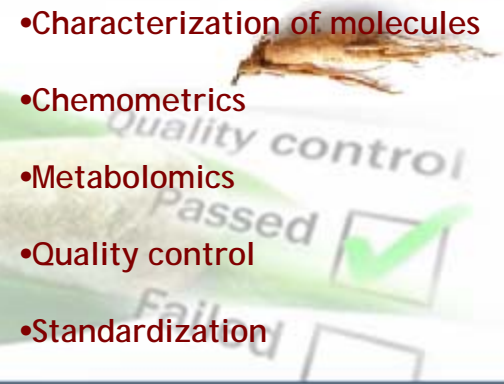 •Characterization of molecules
•Chemometrics
Quality control
•Metabolomics
Passed
•Quality control
Failed
•Standardization